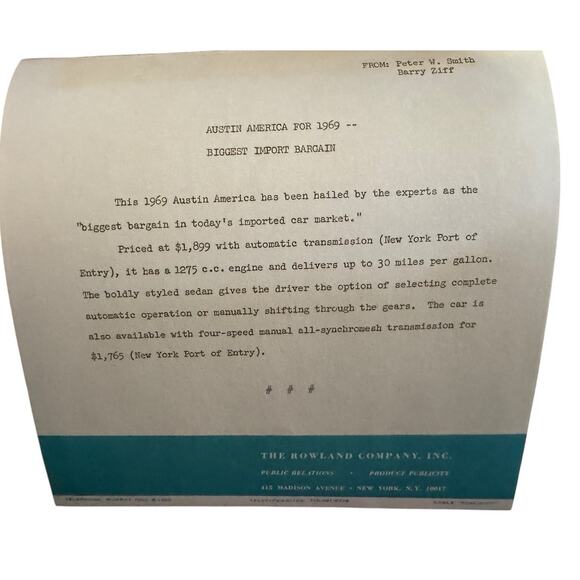 FROM: Peter W. Smith
Barry Ziff
AUSTIN AMERICA FOR 1969 --
BIGGEST IMPORT BARGAIN
This 1969 Austin America has been hailed by the experts as the
"biggest bargain in today's imported car market."
Priced at $1,899 with automatic transmission (New York Port of
Entry), it has a 1275 c.c. engine and delivers up to 30 miles per gallon.
The boldly styled sedan gives the driver the option of selecting complete
automatic operation or manually shifting through the gears. The car is
also available with four-speed manual all-synchromesh transmission for
$1,765 (New York Port of Entry).
# # #
THE ROWLAND COMPANY, INC.
PUBLIC RELATIONS · PRODUCT PUBLICITY
415 MADISON AVENUE · NEW YORK, N.Y. 10017